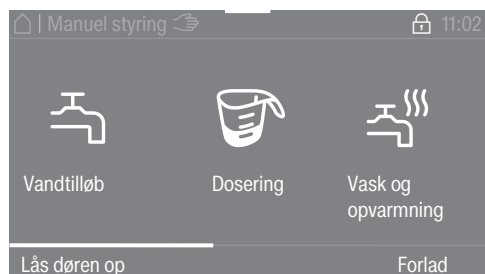 | Manuel styring 11:02
Vandtilløb Dosering Vask og
opvarmning
Lås døren op Forlad